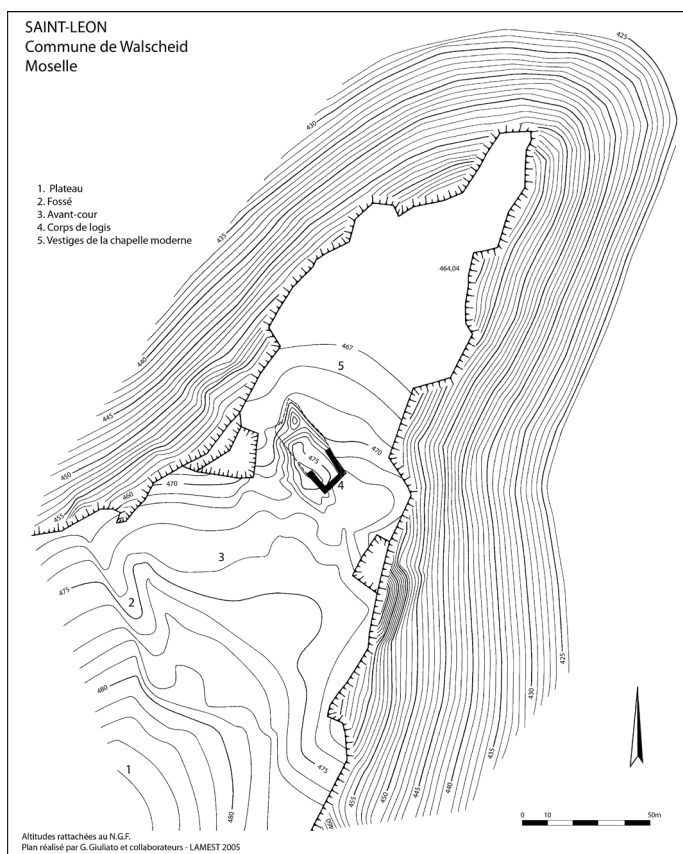 SAINT-LEON
Commune de Walscheid
Moselle
425
430
1. Plateau
2. Fossé
3. Avant-cour
4. Corps de logis
5. Vestiges de la chapelle moderne
435
464,04
467
440
5
445
470
475
450
470
4
460
455
3
475
2
425
480
430
435
475
1
440
445
450
455
480
460
0 10 50m
Altitudes rattachées au N.G.F.
Plan réalisé par G. Giuliato et collaborateurs - LAMEST 2005